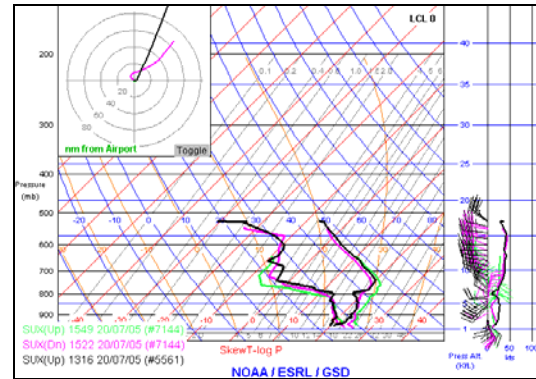 LCL 0
40
35
30
25
20
1
200
300
400
500
600
700
800
900
Pressure
(mb)
20
40
60
80
nm from Airport
Toggle
-20 -10 0 10 20 30 40 50 60 70 80
SUX(Up) 1549 20/07/05 (#7144)
SUX(Dn) 1522 20/07/05 (#7144)
SUX(Up) 1316 20/07/05 (#5561)
SkewT-log P
NOAA / ESRL / GSD
Press Alt.
(kft.)
50
100
kts